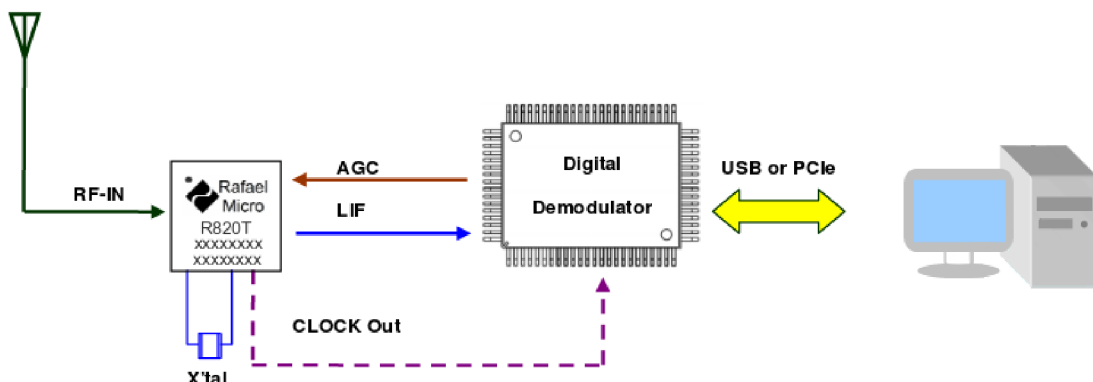 RF-IN
Rafael
Micro
R820T
XXXXXXXX
XXXXXXXX
AGC
LIF
Digital
Demodulator
USB or PCIe
CLOCK Out
X'tal